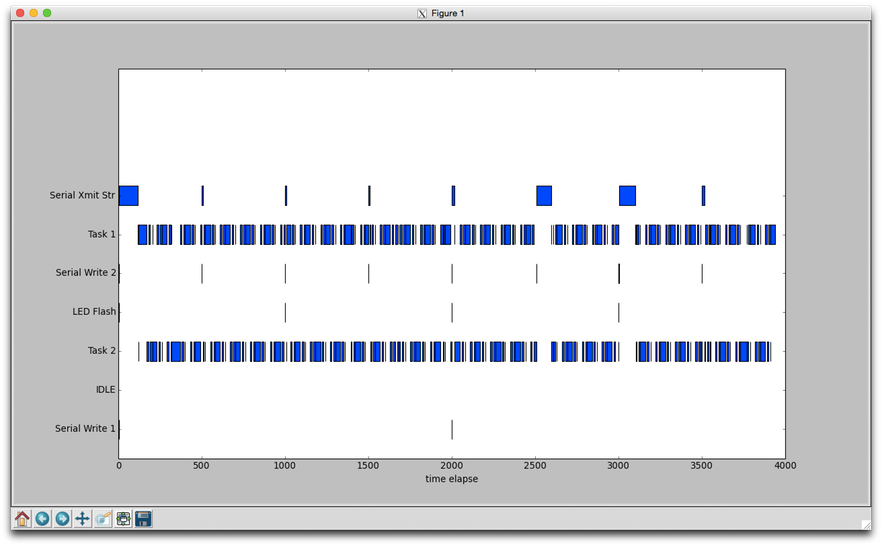 Figure 1
Serial Xmit Str
Task 1
Serial Write 2
LED Flash
Task 2
IDLE
Serial Write 1
0 500 1000 1500 2000 2500 3000 3500 4000
time elapse